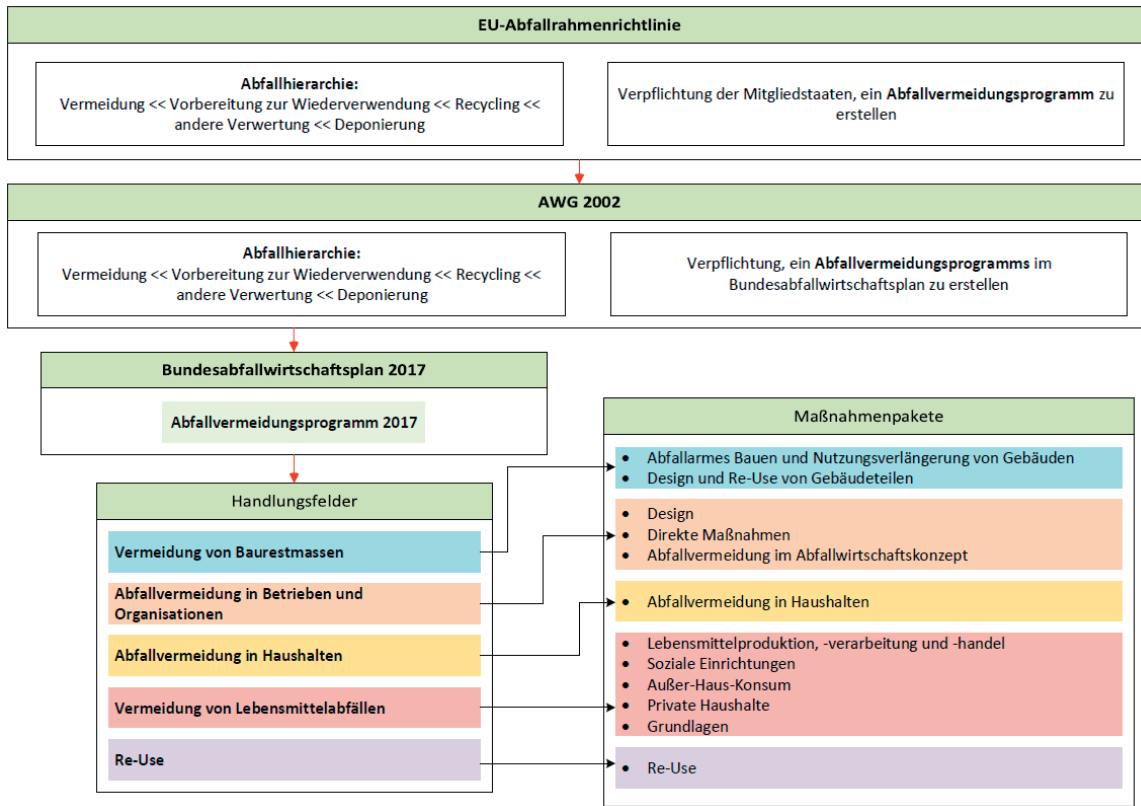 EU-Abfallrahmenrichtlinie
Abfallhierarchie:
Vermeidung << Vorbereitung zur Wiederverwendung << Recycling <<
andere Verwertung << Deponierung
Verpflichtung der Mitgliedstaaten, ein Abfallvermeidungsprogramm zu
erstellen
AWG 2002
Abfallhierarchie:
Vermeidung << Vorbereitung zur Wiederverwendung << Recycling <<
andere Verwertung << Deponierung
Verpflichtung, ein Abfallvermeidungsprogramms im
Bundesabfallwirtschaftsplan zu erstellen
Bundesabfallwirtschaftsplan 2017
Abfallvermeidungsprogramm 2017
Handlungsfelder
Vermeidung von Baurestmassen
Abfallvermeidung in Betrieben und
Organisationen
Abfallvermeidung in Haushalten
Vermeidung von Lebensmittelabfällen
Re-Use
Maßnahmenpakete
• Abfallarmes Bauen und Nutzungsverlängerung von Gebäuden
• Design und Re-Use von Gebäudeteilen
• Design
• Direkte Maßnahmen
• Abfallvermeidung im Abfallwirtschaftskonzept
• Abfallvermeidung in Haushalten
• Lebensmittelproduktion, -verarbeitung und -handel
• Soziale Einrichtungen
• Außer-Haus-Konsum
• Private Haushalte
• Grundlagen
• Re-Use